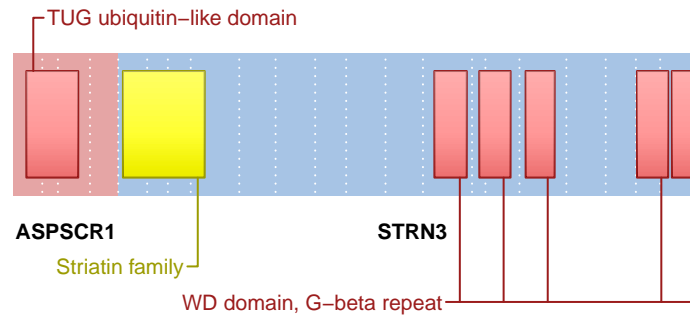 TUG ubiquitin−like domain
ASPSCR1
STRN3
Striatin family
WD domain, G−beta repeat